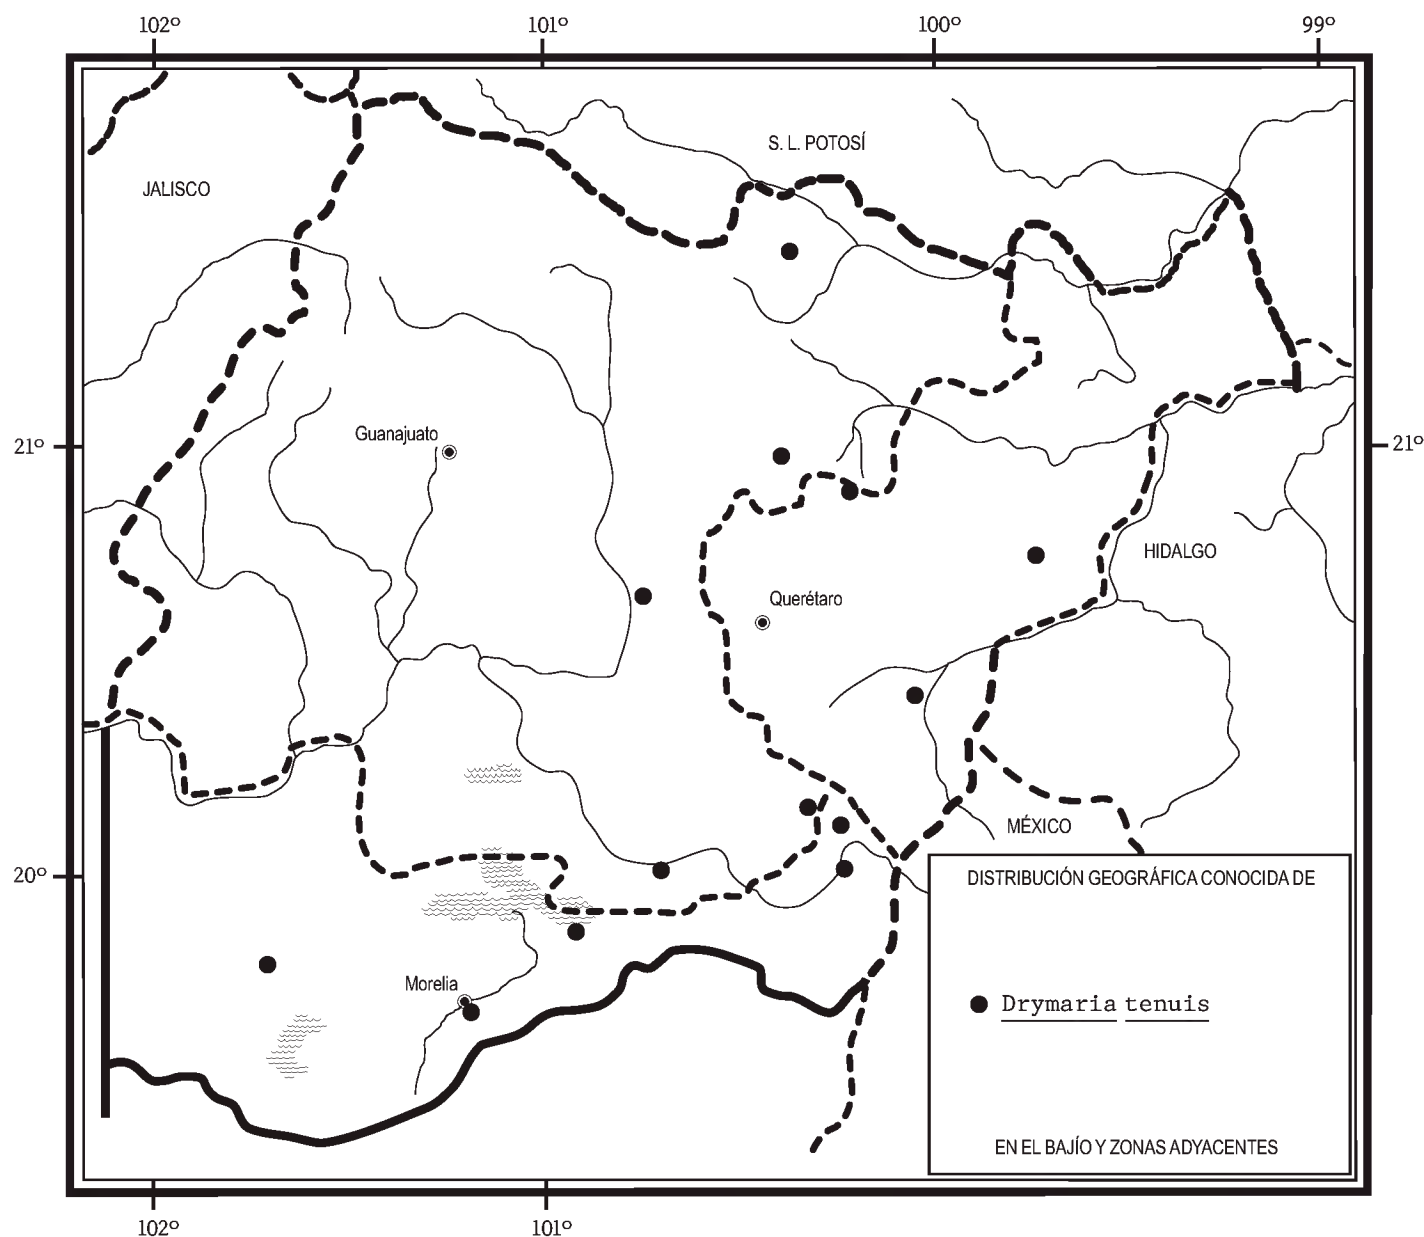 102º 101º 100º 99º
S. L. POTOSÍ
JALISCO
Guanajuato
21º
21º
HIDALGO
Querétaro
MÉXICO
20º
DISTRIBUCIÓN GEOGRÁFICA CONOCIDA DE
Morelia
Drymaria tenuis
EN EL BAJÍO Y ZONAS ADYACENTES
102º 101º